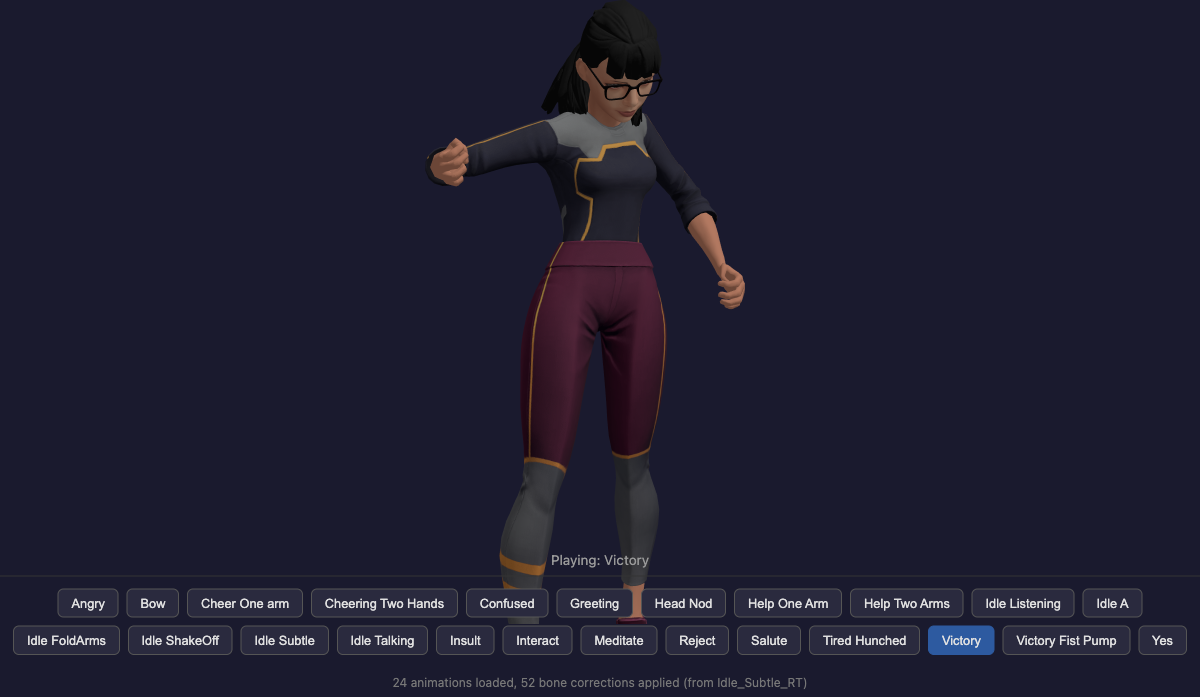 Playing: Victory
Angry Bow Cheer One arm Cheering Two Hands Confused Greeting Head Nod Help One Arm Help Two Arms Idle Listening Idle A
Idle FoldArms Idle ShakeOff Idle Subtle Idle Talking Insult Interact Meditate Reject Salute Tired Hunched Victory Victory Fist Pump Yes
24 animations loaded, 52 bone corrections applied (from Idle_Subtle_RT)